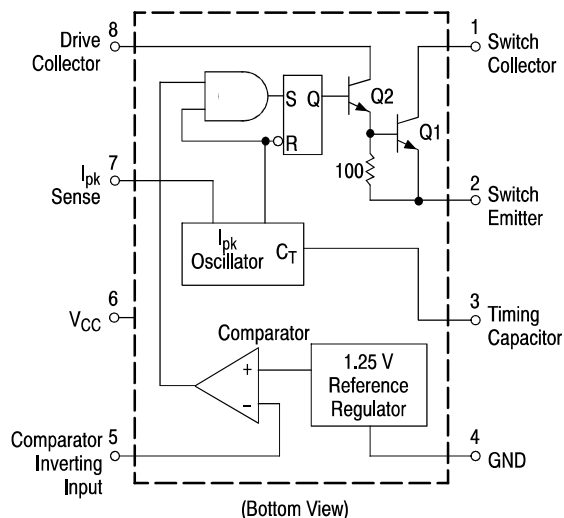 8
Drive
Collector
1
Switch
Collector
S Q
R
Q2
Q1
100
7
Ipk
Sense
2
Switch
Emitter
Ipk
Oscillator
CT
6
VCC
3
Timing
Capacitor
Comparator
+
−
1.25 V
Reference
Regulator
5
Comparator
Inverting
Input
4
GND
(Bottom View)